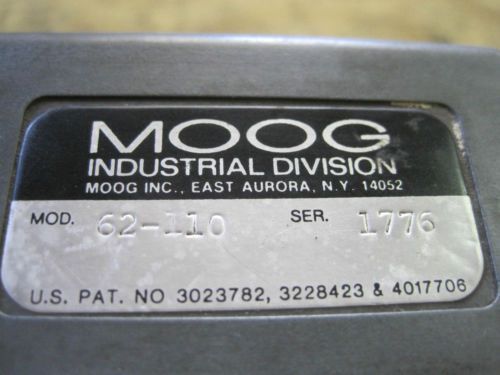 MOOG
INDUSTRIAL DIVISION
MOOG INC., EAST AURORA, N.Y. 14052
MOD. 62-110 SER. 1776
U.S. PAT. NO 3023782, 3228423 & 4017706